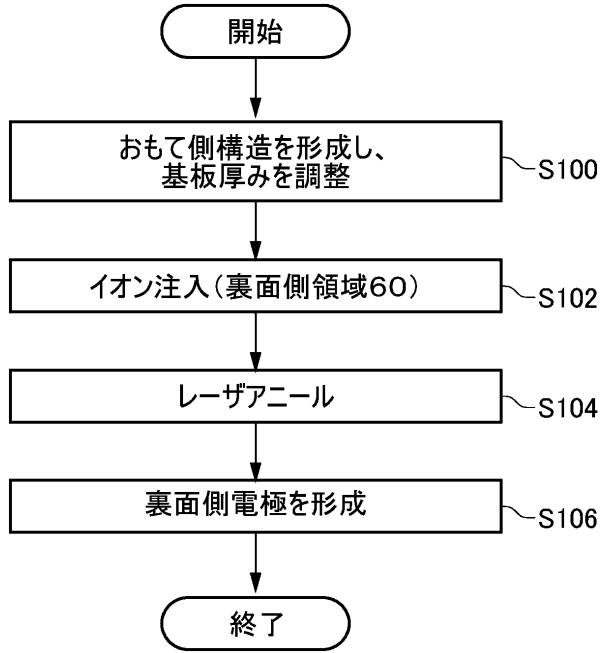 開始
おもて側構造を形成し、
基板厚みを調整
S100
イオン注入（裏面側領域６０）
S102
レーザアニール
S104
裏面側電極を形成
S106
終了